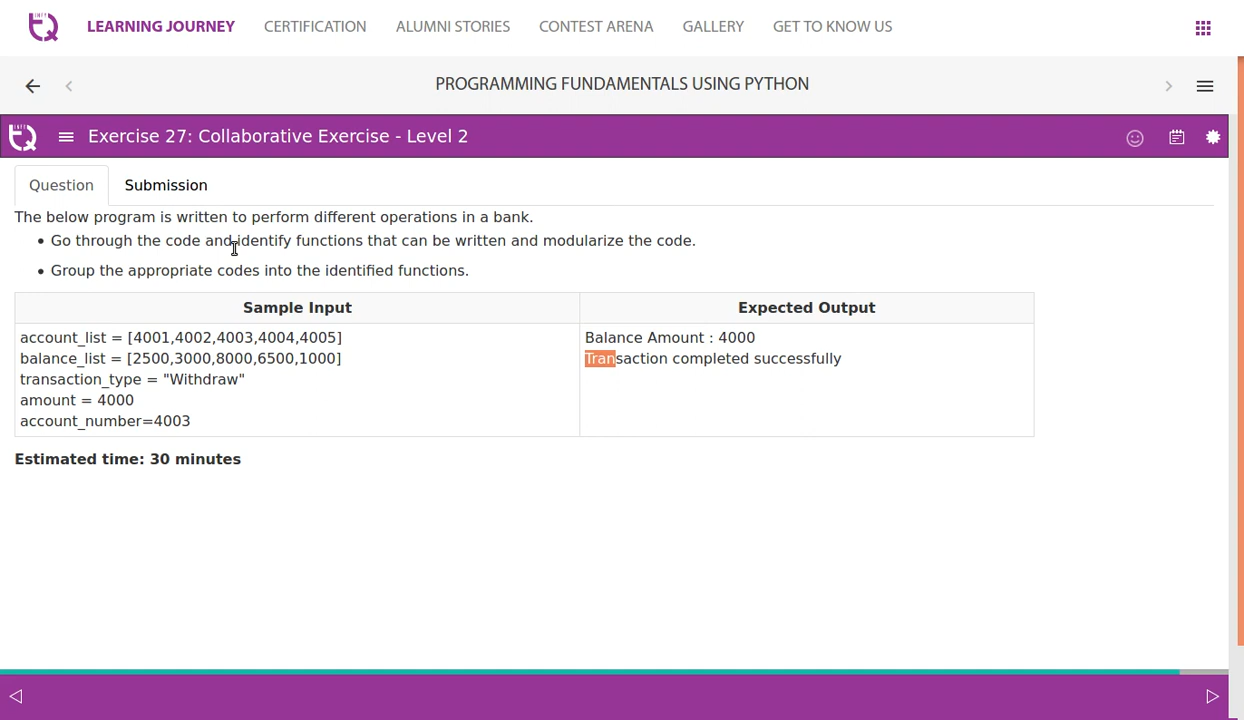 LEARNING JOURNEY CERTIFICATION ALUMNI STORIES CONTEST ARENA GALLERY GET TO KNOW US
PROGRAMMING FUNDAMENTALS USING PYTHON
Exercise 27: Collaborative Exercise - Level 2
Question Submission
The below program is written to perform different operations in a bank.
• Go through the code and identify functions that can be written and modularize the code.
• Group the appropriate codes into the identified functions.
Sample Input Expected Output
account_list = [4001,4002,4003,4004,4005] Balance Amount : 4000
balance_list = [2500,3000,8000,6500,1000] Transaction completed successfully
transaction_type = "Withdraw"
amount = 4000
account_number=4003
Estimated time: 30 minutes